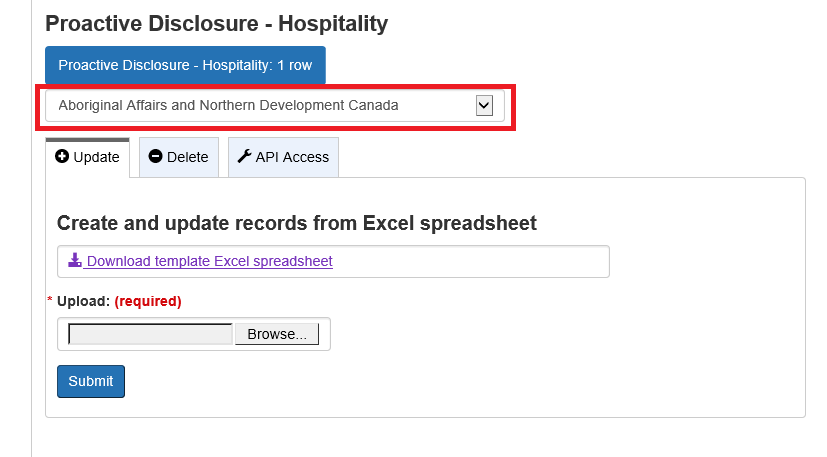 Proactive Disclosure - Hospitality
Proactive Disclosure - Hospitality: 1 row
Aboriginal Affairs and Northern Development Canada
Update Delete API Access
Create and update records from Excel spreadsheet
Download template Excel spreadsheet
* Upload: (required)
Browse...
Submit